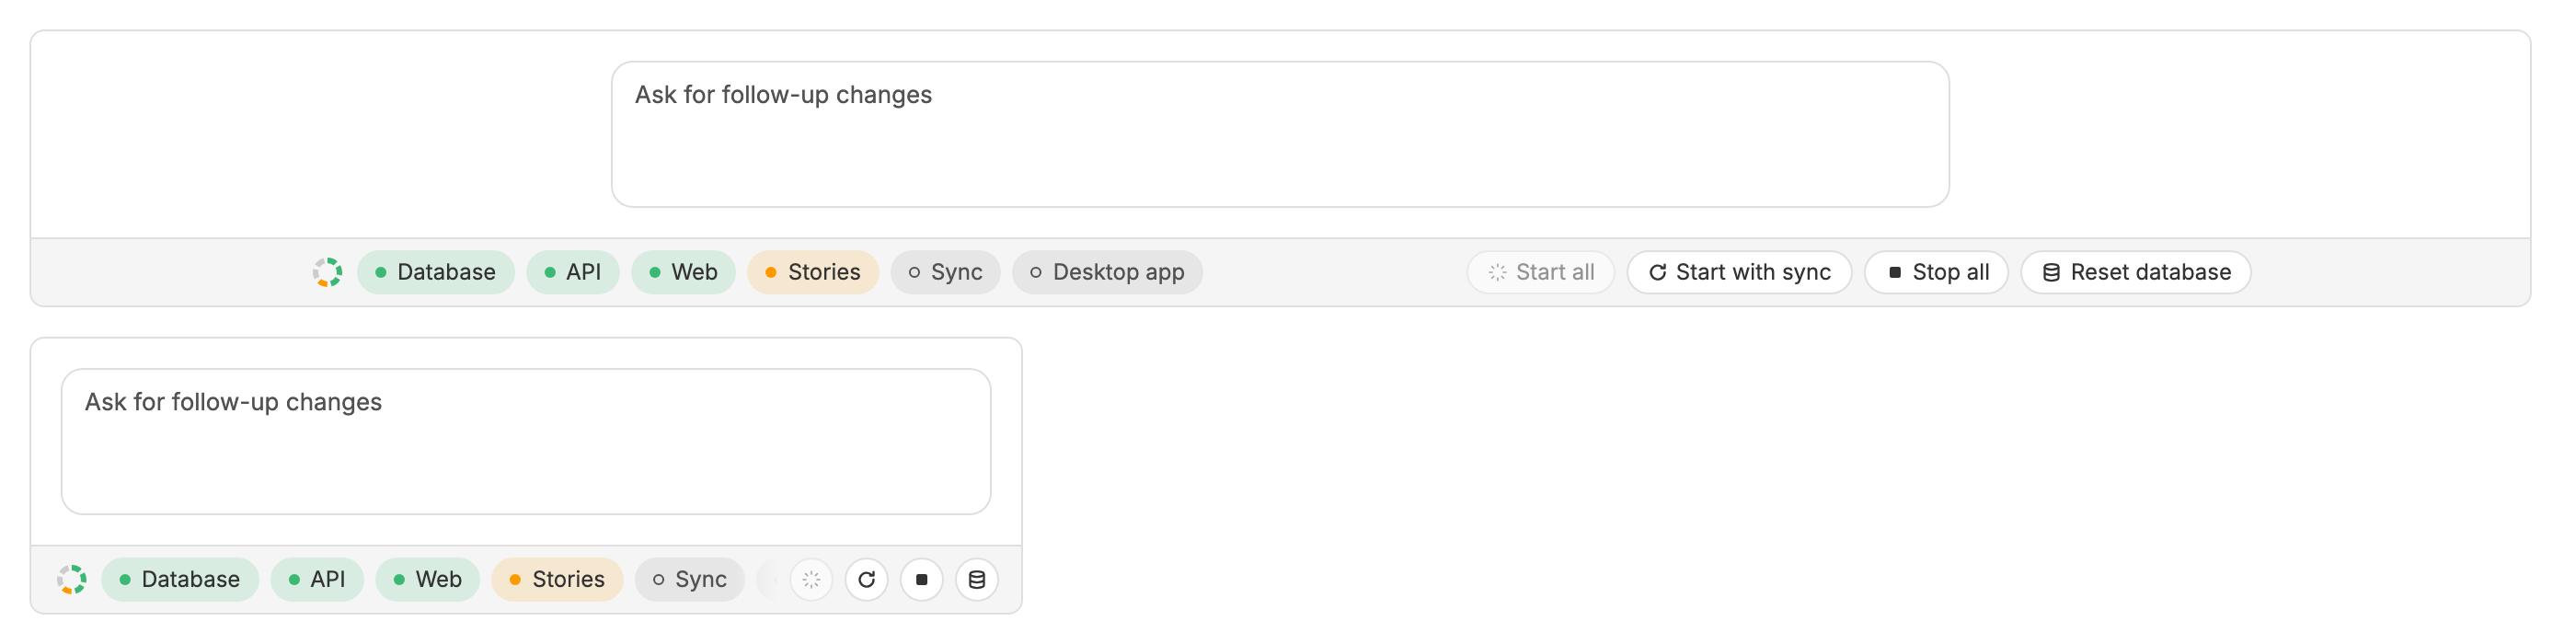 Ask for follow-up changes
Database API Web Stories Sync Desktop app Start all Start with sync Stop all Reset database
Ask for follow-up changes
Database API Web Stories Sync